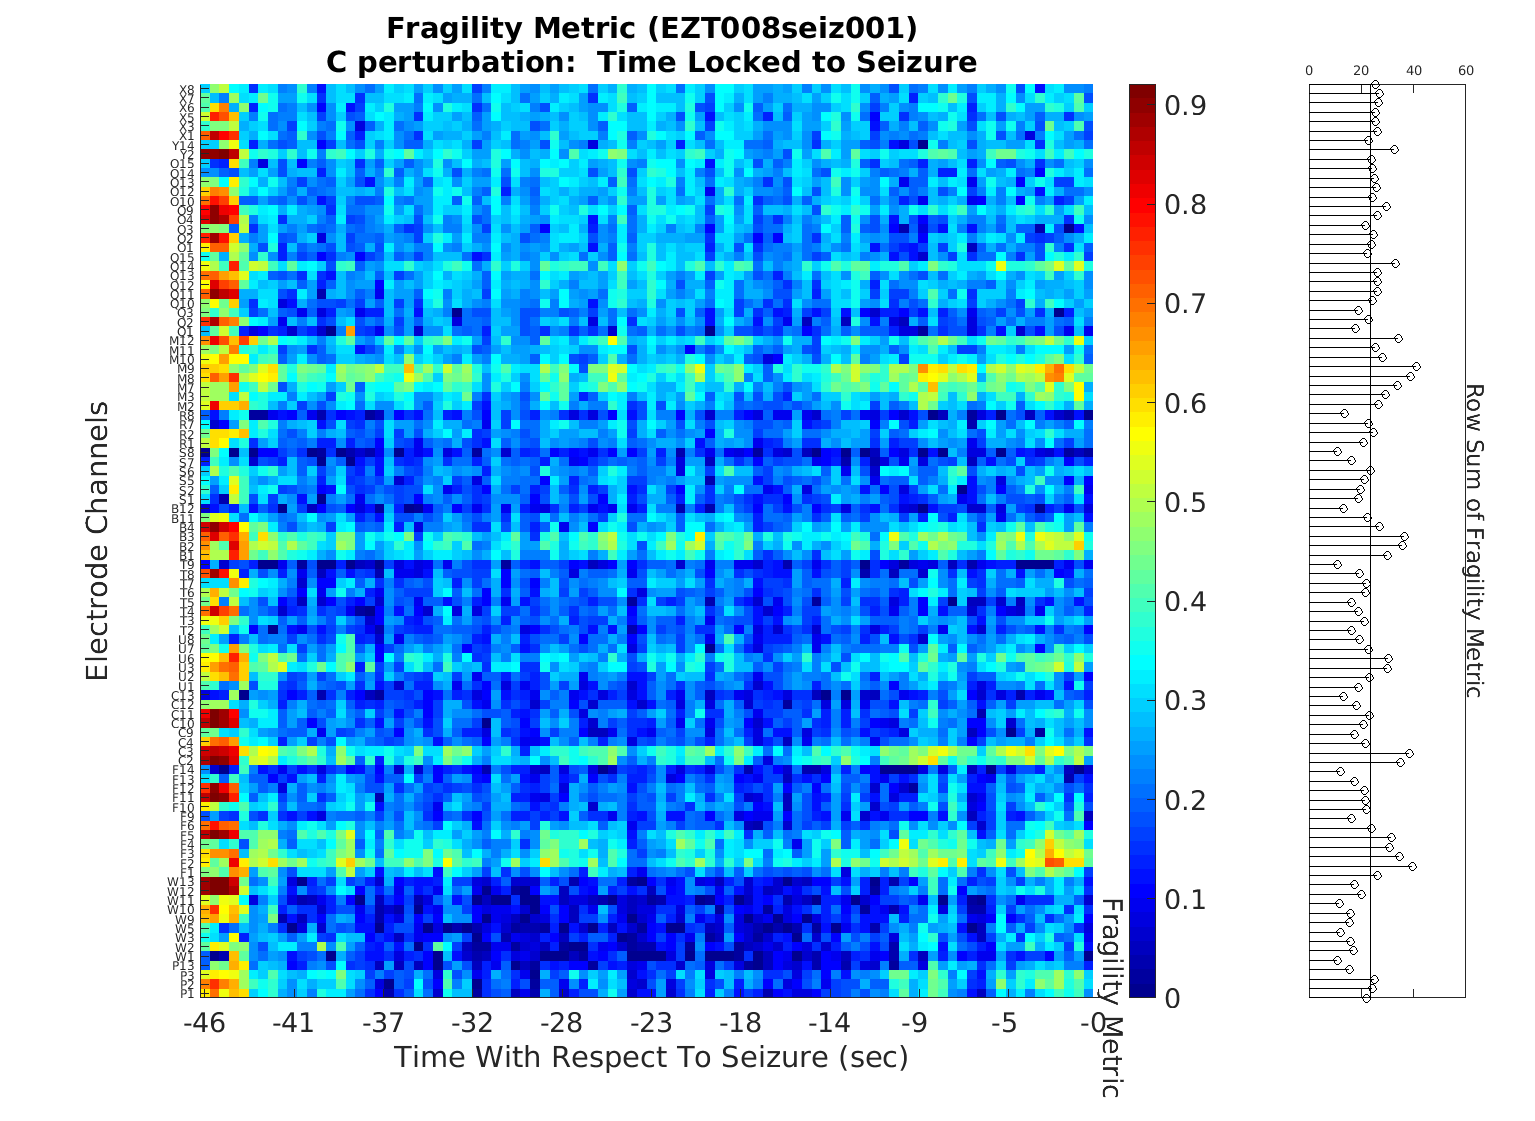 Fragility Metric (EZT008seiz001)
C perturbation:  Time Locked to Seizure
Electrode Channels
X8
X7
X6
X5
X3
X1
Y14
Y2
O15
O14
O13
O12
O10
O9
O4
O3
O2
O1
Q15
Q14
Q13
Q12
Q11
Q10
Q3
Q2
M12
M11
M10
M9
M8
M7
M3
M2
R8
R7
R2
R1
S8
S7
S6
S5
S2
S1
B12
B11
B4
B3
B2
B1
T9
T8
T7
T6
T5
T4
T3
T2
U8
U7
U6
U3
U2
U1
C13
C12
C11
C10
C9
C4
C3
C2
F14
F13
F12
F11
F10
F9
F6
F5
F4
F3
F2
F1
W13
W12
W11
W10
W9
W5
W3
W2
W1
P13
P3
P2
P1
-46 -41 -37 -32 -28 -23 -18 -14 -9 -5 -0
Time With Respect To Seizure (sec)
0.9
0.8
0.7
0.6
0.5
0.4
0.3
0.2
0.1
0
Fragility Metric
0 20 40 60
Row Sum of Fragility Metric